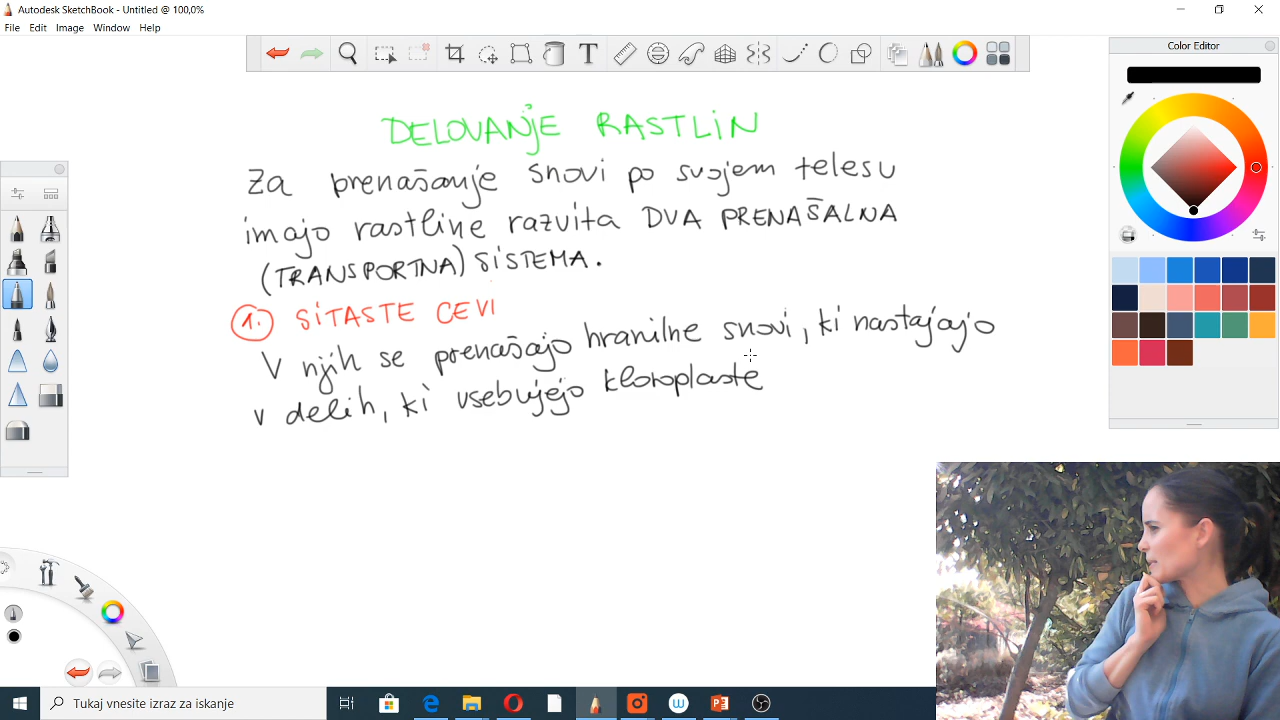 Autodesk SketchBook - Untitled @ 100,0%
File Edit Image Window Help
Color Editor
DELOVANJE RASTLIN
Za prenašanje snovi po svojem telesu
imajo rastline razvita DVA PRENAŠALNA
(TRANSPORTNA) SISTEMA.
1. SITASTE CEVI
V njih se prenašajo hranilne snovi, ki nastajajo
v delih, ki vsebujejo kloroplaste
Tukaj vnesite izraz za iskanje